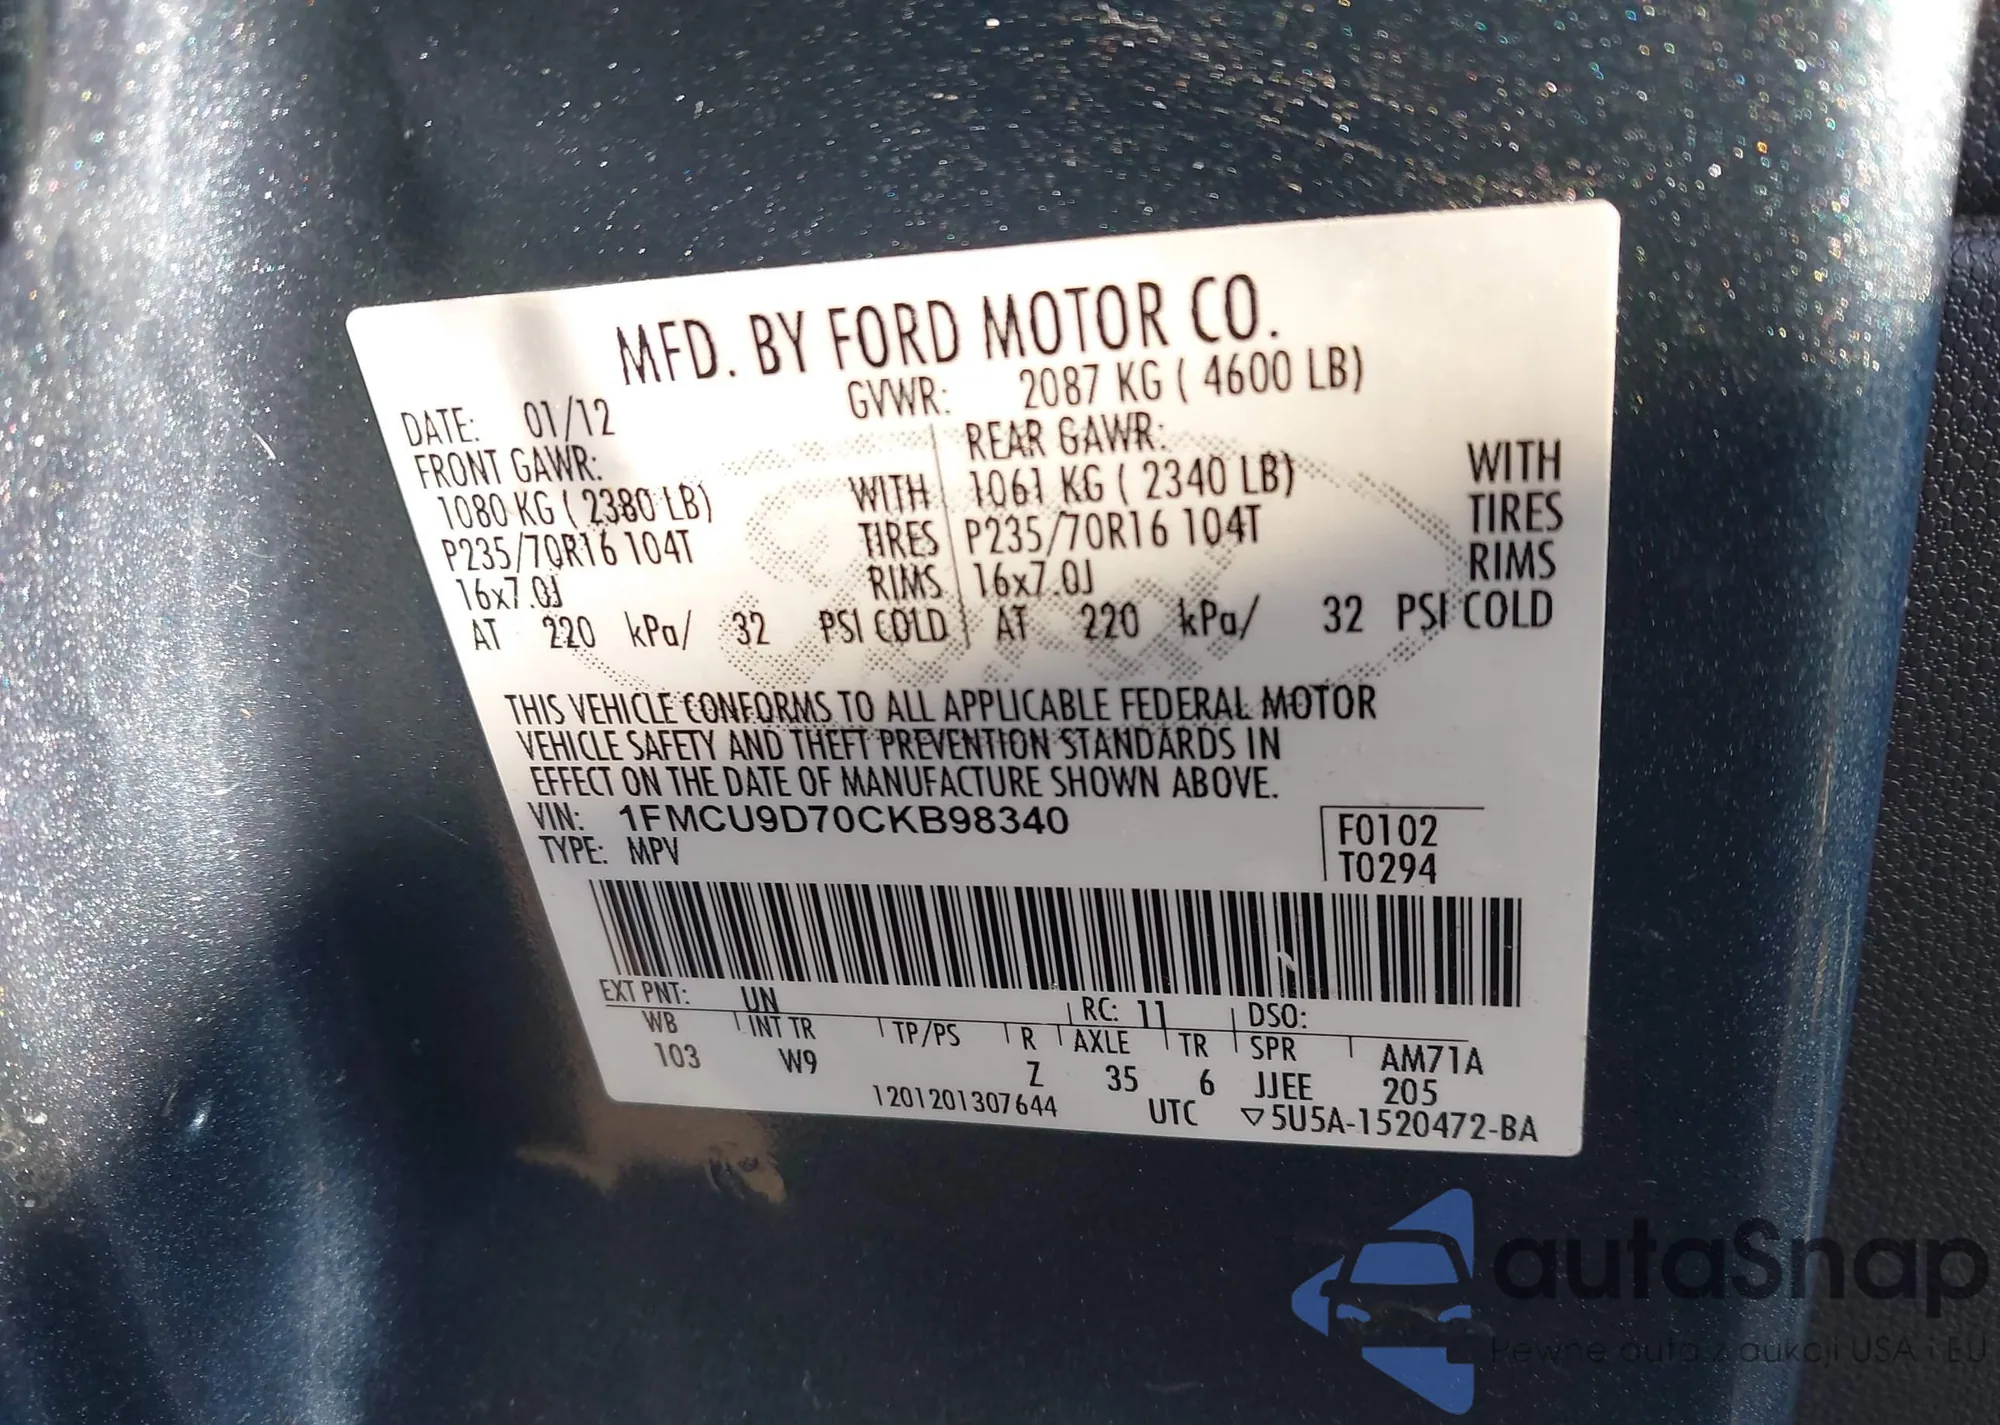 MFD. BY FORD MOTOR CO.
DATE: 01/12 GVWR: 2087 KG ( 4600 LB)
FRONT GAWR: REAR GAWR:
1080 KG ( 2380 LB) WITH 1061 KG ( 2340 LB) WITH
P235/70R16 104T TIRES P235/70R16 104T TIRES
16x7.0J RIMS 16x7.0J RIMS
AT 220 kPa/ 32 PSI COLD AT 220 kPa/ 32 PSI COLD
THIS VEHICLE CONFORMS TO ALL APPLICABLE FEDERAL MOTOR
VEHICLE SAFETY AND THEFT PREVENTION STANDARDS IN
EFFECT ON THE DATE OF MANUFACTURE SHOWN ABOVE.
VIN: 1FMCU9D70CKB98340 F0102
TYPE: MPV T0294
EXT PNT: UN RC: 11 DSO:
WB INT TR TP/PS R AXLE TR SPR AM71A
103 W9 Z 35 6 JJEE 205
1201201307644 UTC ▽5U5A-1520472-BA
autaSnap
Pewne auta z aukcji USA i EU